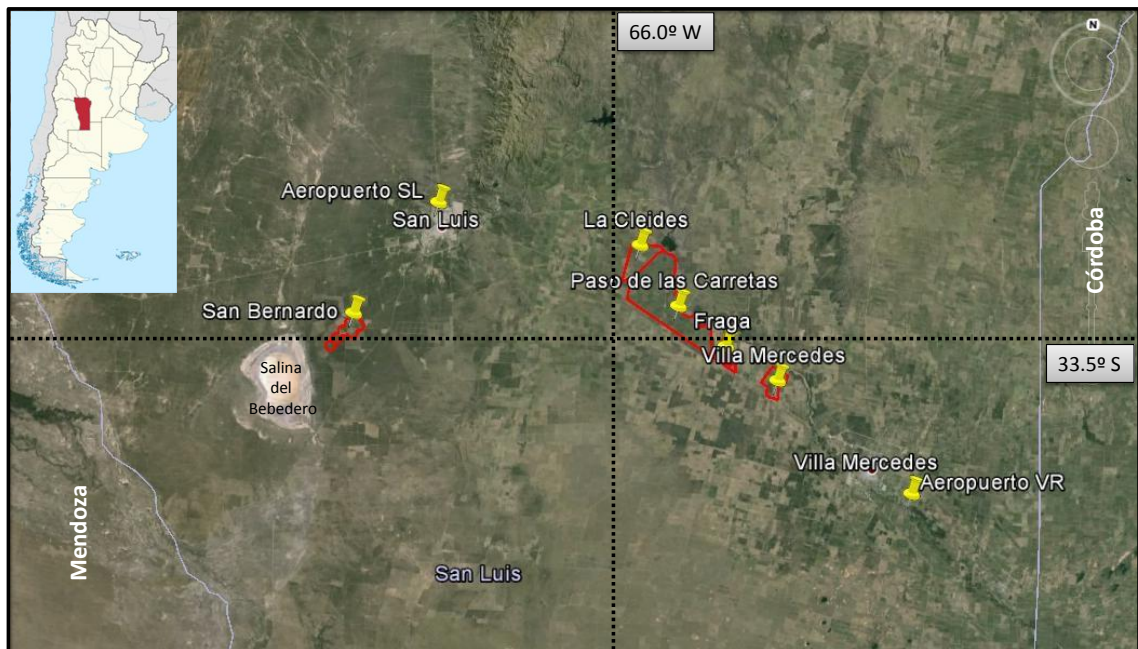 66.0º W
N
Aeropuerto SL
San Luis
La Cleides
Paso de las Carretas
San Bernardo
Fraga
Villa Mercedes
Córdoba
33.5º S
Salina
del
Bebedero
Villa Mercedes
Aeropuerto VR
Mendoza
San Luis